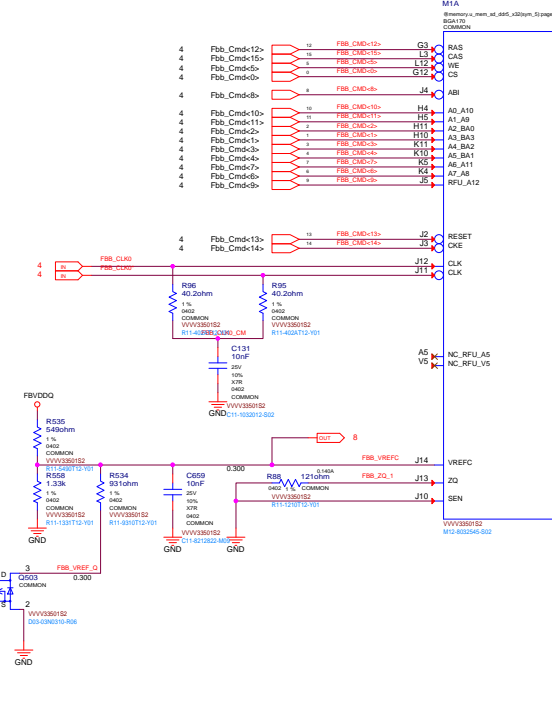 M1A
@memory.u_mem_sd_ddr5_x32(sym_5):page
BGA170
COMMON
4 Fbb_Cmd<12> 12 FBB_CMD<12> G3 RAS
4 Fbb_Cmd<15> 15 FBB_CMD<15> L3 CAS
4 Fbb_Cmd<5> 5 FBB_CMD<5> L12 WE
4 Fbb_Cmd<0> 0 FBB_CMD<0> G12 CS
4 Fbb_Cmd<8> 8 FBB_CMD<8> J4 ABI
4 Fbb_Cmd<10> 10 FBB_CMD<10> H4 A0_A10
4 Fbb_Cmd<11> 11 FBB_CMD<11> H5 A1_A9
4 Fbb_Cmd<2> 2 FBB_CMD<2> H11 A2_BA0
4 Fbb_Cmd<1> 1 FBB_CMD<1> H10 A3_BA3
4 Fbb_Cmd<3> 3 FBB_CMD<3> K11 A4_BA2
4 Fbb_Cmd<4> 4 FBB_CMD<4> K10 A5_BA1
4 Fbb_Cmd<7> 7 FBB_CMD<7> K5 A6_A11
4 Fbb_Cmd<6> 6 FBB_CMD<6> K4 A7_A8
4 Fbb_Cmd<9> 9 FBB_CMD<9> J5 RFU_A12
4 Fbb_Cmd<13> 13 FBB_CMD<13> J2 RESET
4 Fbb_Cmd<14> 14 FBB_CMD<14> J3 CKE
4 IN FBB_CLK0 J12 CLK
4 IN FBB_CLK0 J11 CLK
R96
40.2ohm
1 %
0402
COMMON
VVVV33501S2
R95
40.2ohm
1 %
0402
COMMON
VVVV33501S2
R11-402AT12-Y01
FBB_CLK0_CM
C131
10nF
25V
10%
X7R
0402
COMMON
VVVV33501S2
C11-1032012-S02
GND
A5 NC_RFU_A5
V5 NC_RFU_V5
FBVDDQ
R535
549ohm
1 %
0402
COMMON
VVVV33501S2
R11-5490T12-Y01
OUT 8
0.300 FBB_VREFC J14 VREFC
R558
1.33k
1 %
0402
COMMON
VVVV33501S2
R11-1331T12-Y01
GND
R534
931ohm
1 %
0402
COMMON
VVVV33501S2
R11-9310T12-Y01
C659
10nF
25V
10%
X7R
0402
COMMON
VVVV33501S2
GND
R88 121ohm 0.140A FBB_ZQ_1 J13 ZQ
0402 1 % COMMON
VVVV33501S2
R11-1210T12-Y01
J10 SEN
GND
VVVV33501S2
M12-8032545-S02
D 3 FBB_VREF_Q
Q503 0.300
COMMON
S 2
VVVV33501S2
D03-03N0310-R06
GND